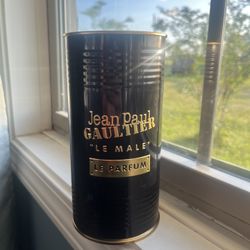 Jean Paul
GAULTIER
"LE MALE"
LE PARFUM